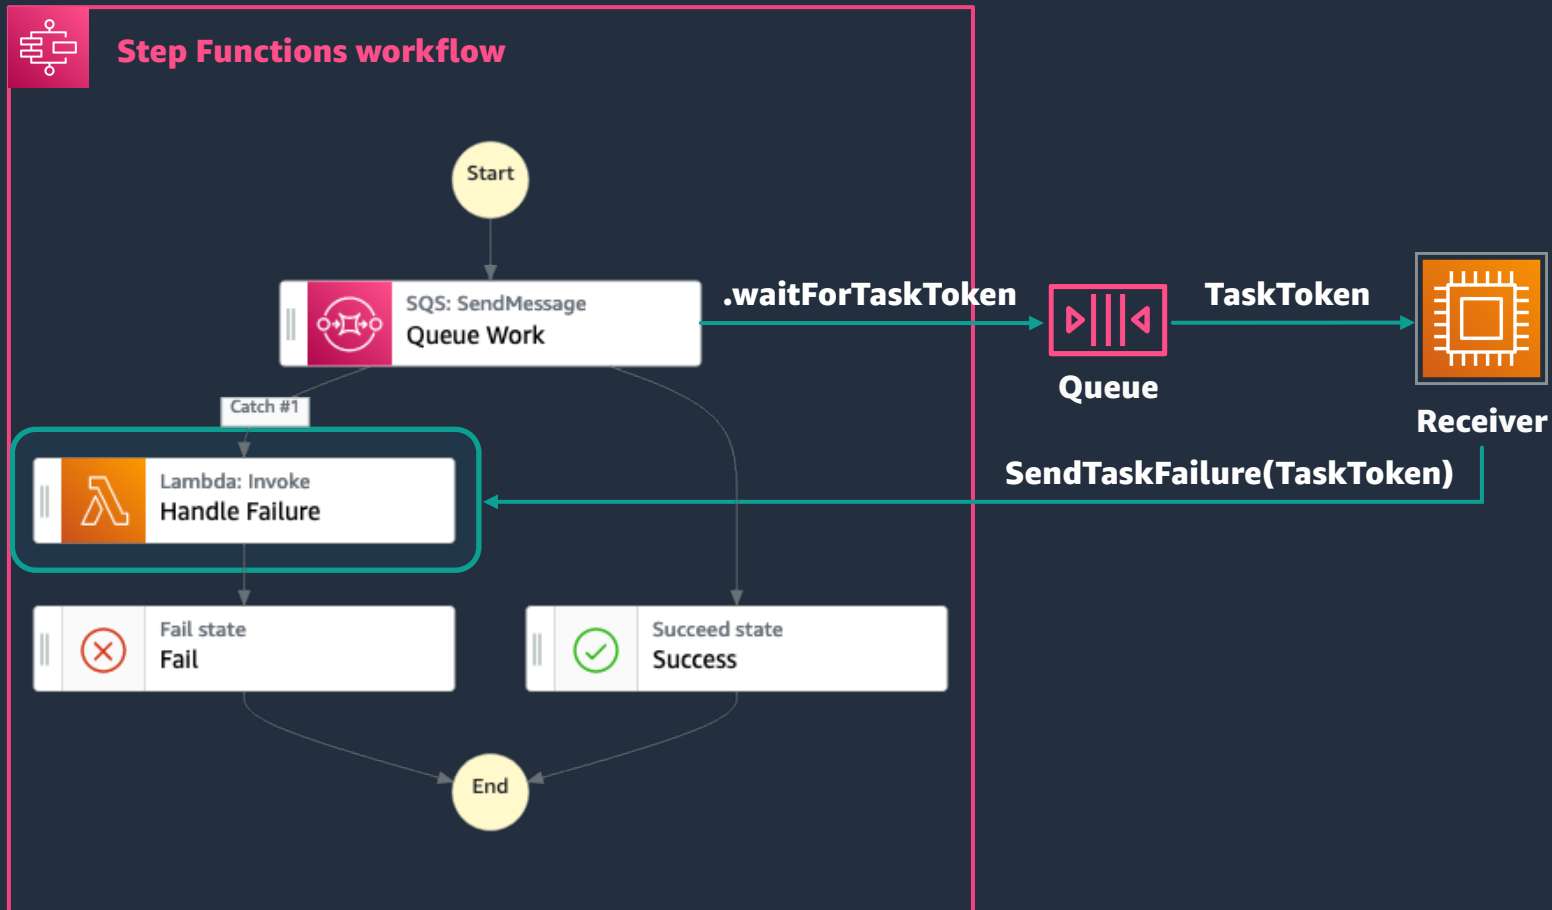 Step Functions workflow
Start
SQS: SendMessage
Queue Work
.waitForTaskToken
TaskToken
Queue
Receiver
Catch #1
Lambda: Invoke
Handle Failure
SendTaskFailure(TaskToken)
Fail state
Fail
Succeed state
Success
End